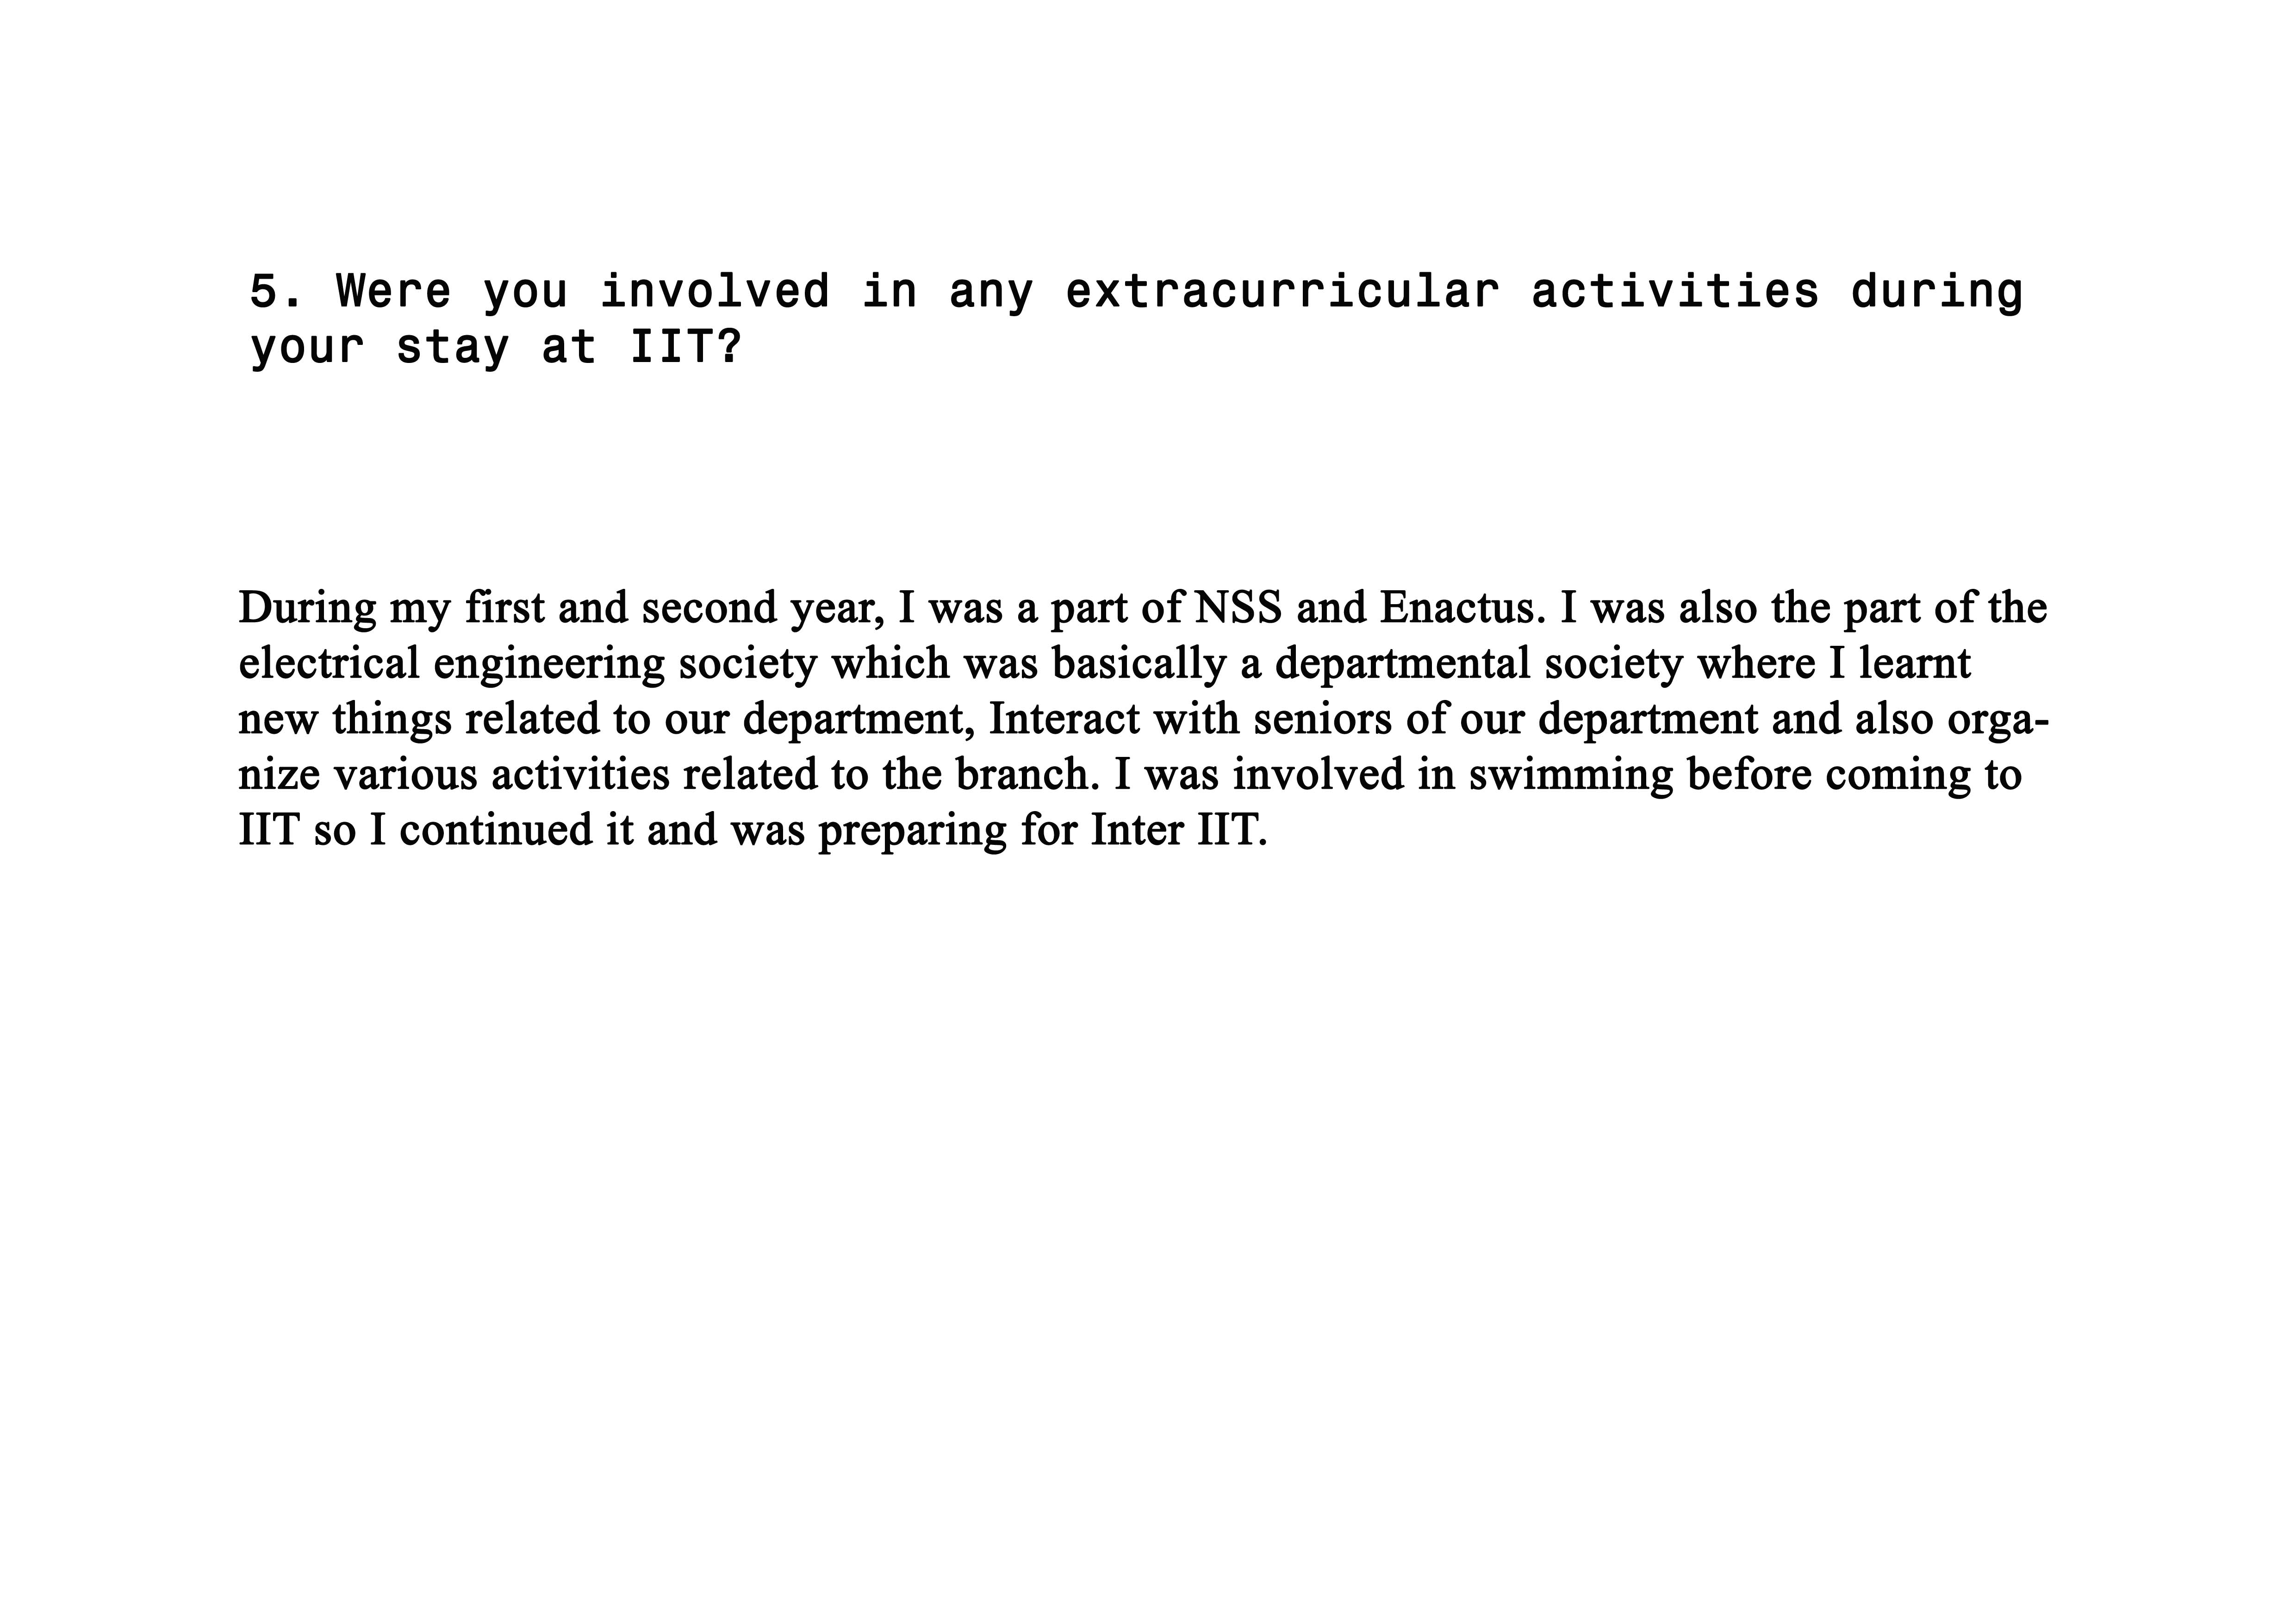 5. Were you involved in any extracurricular activities during
your stay at IIT?
During my first and second year, I was a part of NSS and Enactus. I was also the part of the
electrical engineering society which was basically a departmental society where I learnt
new things related to our department, Interact with seniors of our department and also orga-
nize various activities related to the branch. I was involved in swimming before coming to
IIT so I continued it and was preparing for Inter IIT.